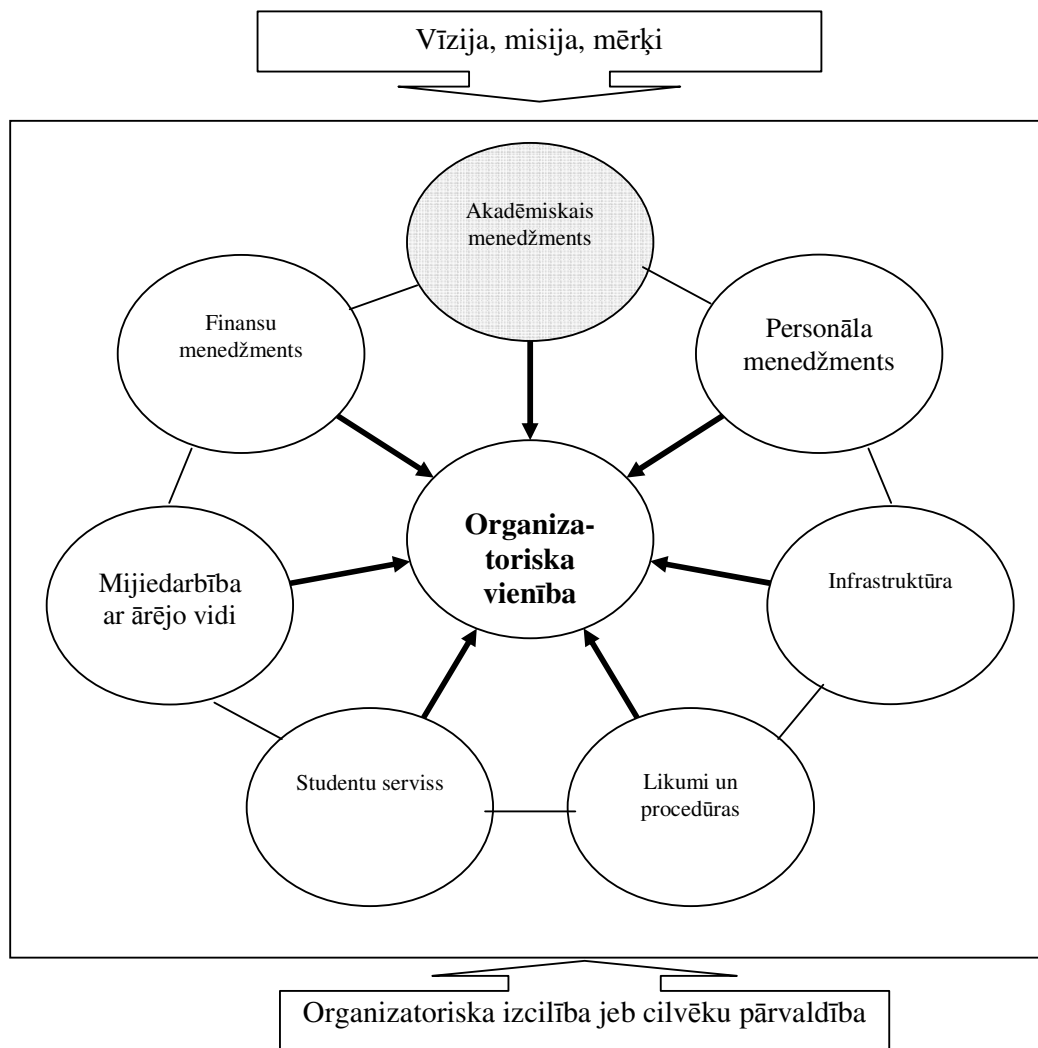 Vīzija, misija, mērķi
Akadēmiskais
menedžments
Finansu
menedžments
Personāla
menedžments
Organiza-
toriska
vienība
Mijiedarbība
ar ārējo vidi
Infrastruktūra
Studentu serviss
Likumi un
procedūras
Organizatoriska izcilība jeb cilvēku pārvaldība